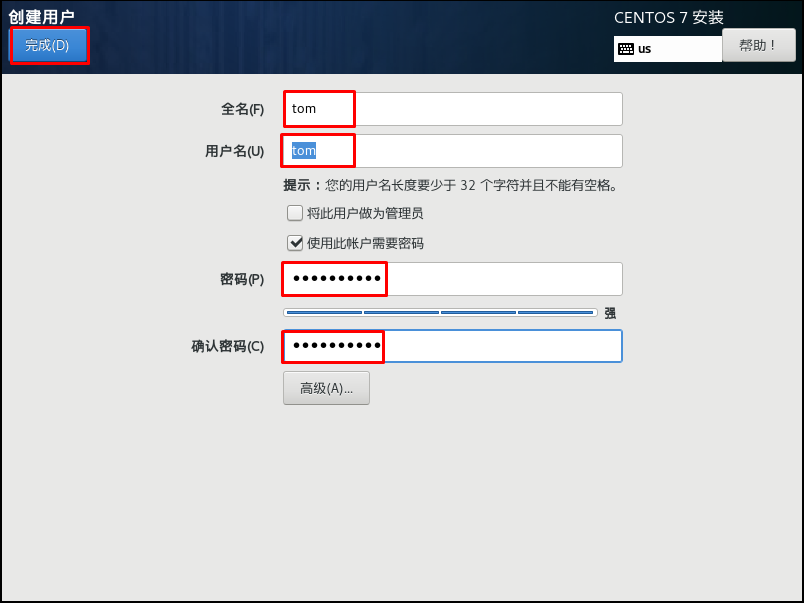 创建用户
CENTOS 7 安装
完成(D)
us
帮助！
全名(F)
tom
用户名(U)
tom
提示：您的用户名长度要少于 32 个字符并且不能有空格。
将此用户做为管理员
使用此帐户需要密码
密码(P)
●●●●●●●●●●
强
确认密码(C)
●●●●●●●●●●
高级(A)...